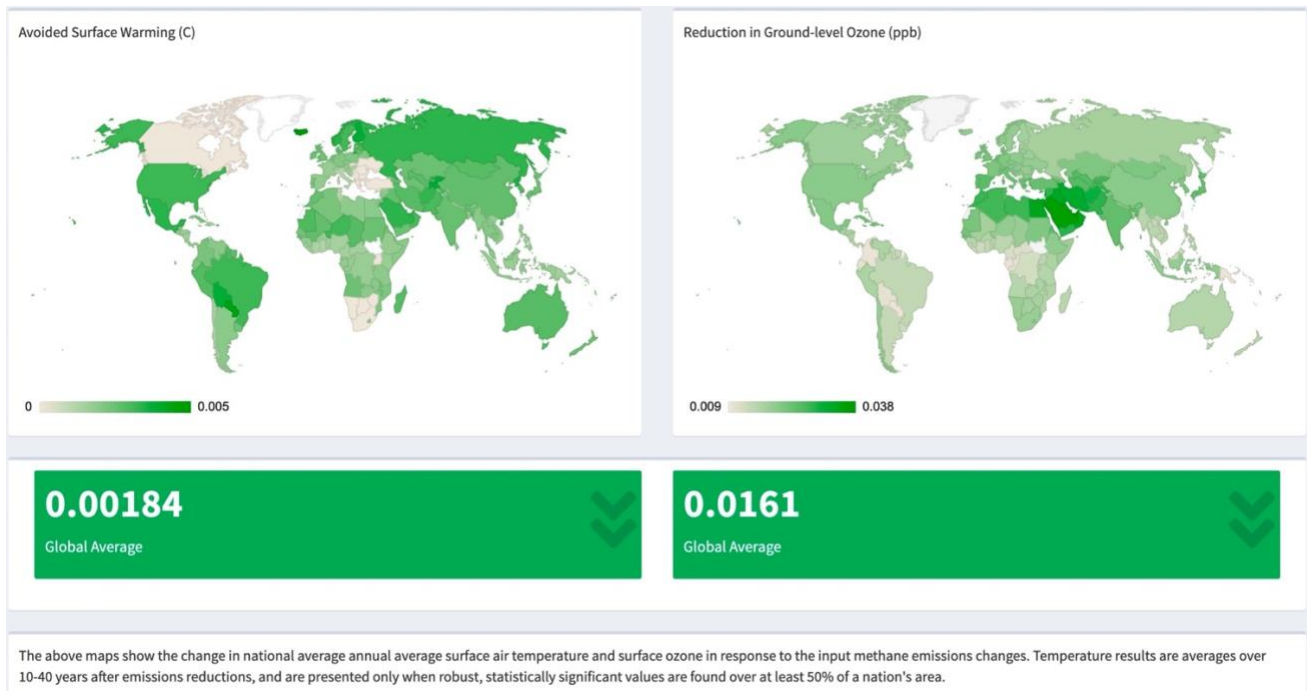 Avoided Surface Warming (C)
Reduction in Ground-level Ozone (ppb)
0 0.005
0.009 0.038
0.00184
Global Average
0.0161
Global Average
The above maps show the change in national average annual average surface air temperature and surface ozone in response to the input methane emissions changes. Temperature results are averages over
10-40 years after emissions reductions, and are presented only when robust, statistically significant values are found over at least 50% of a nation's area.